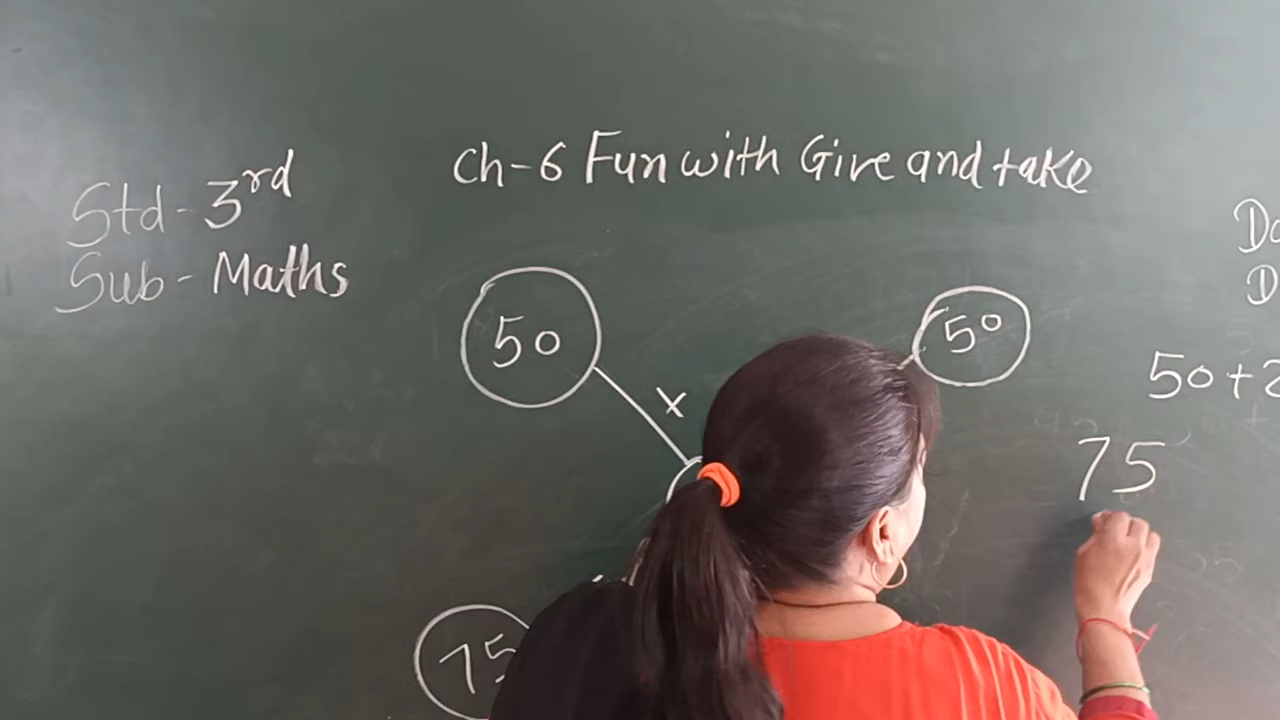 Ch-6 Fun with Give and take
Std- 3rd
Sub- Maths
50
x
50
50+2
75
75